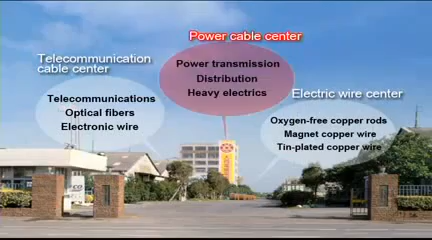 Power cable center
Power transmission
Distribution
Heavy electrics
Telecommunication
cable center
Telecommunications
Optical fibers
Electronic wire
Electric wire center
Oxygen-free copper rods
Magnet copper wire
Tin-plated copper wire